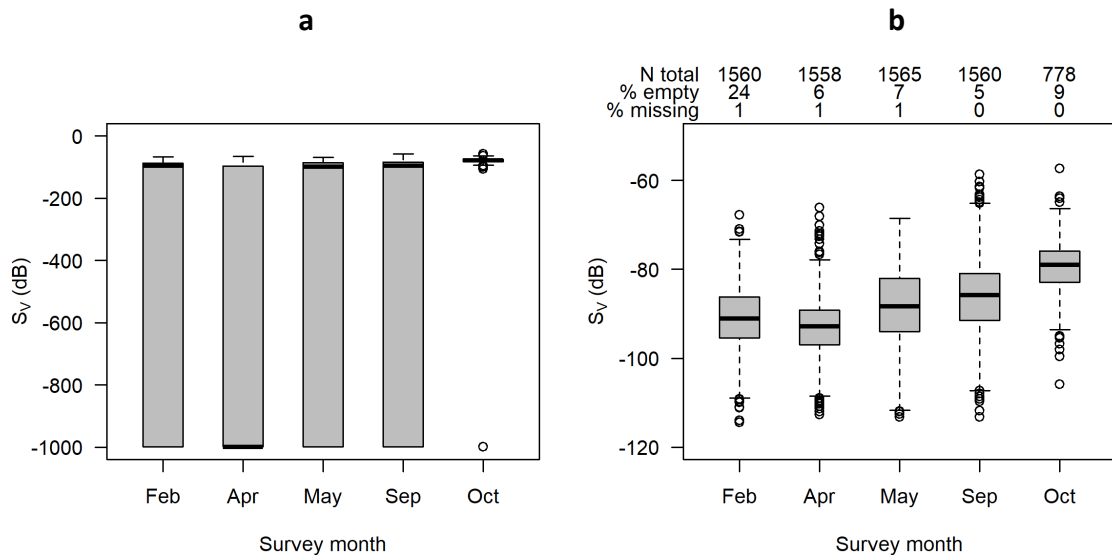 a
0
-200
-400
-600
-800
-1000
S_V (dB)
Feb Apr May Sep Oct
Survey month
b
N total 1560 1558 1565 1560 778
% empty 24 6 7 5 9
% missing 1 1 1 0 0
-60
-80
-100
-120
S_V (dB)
Feb Apr May Sep Oct
Survey month